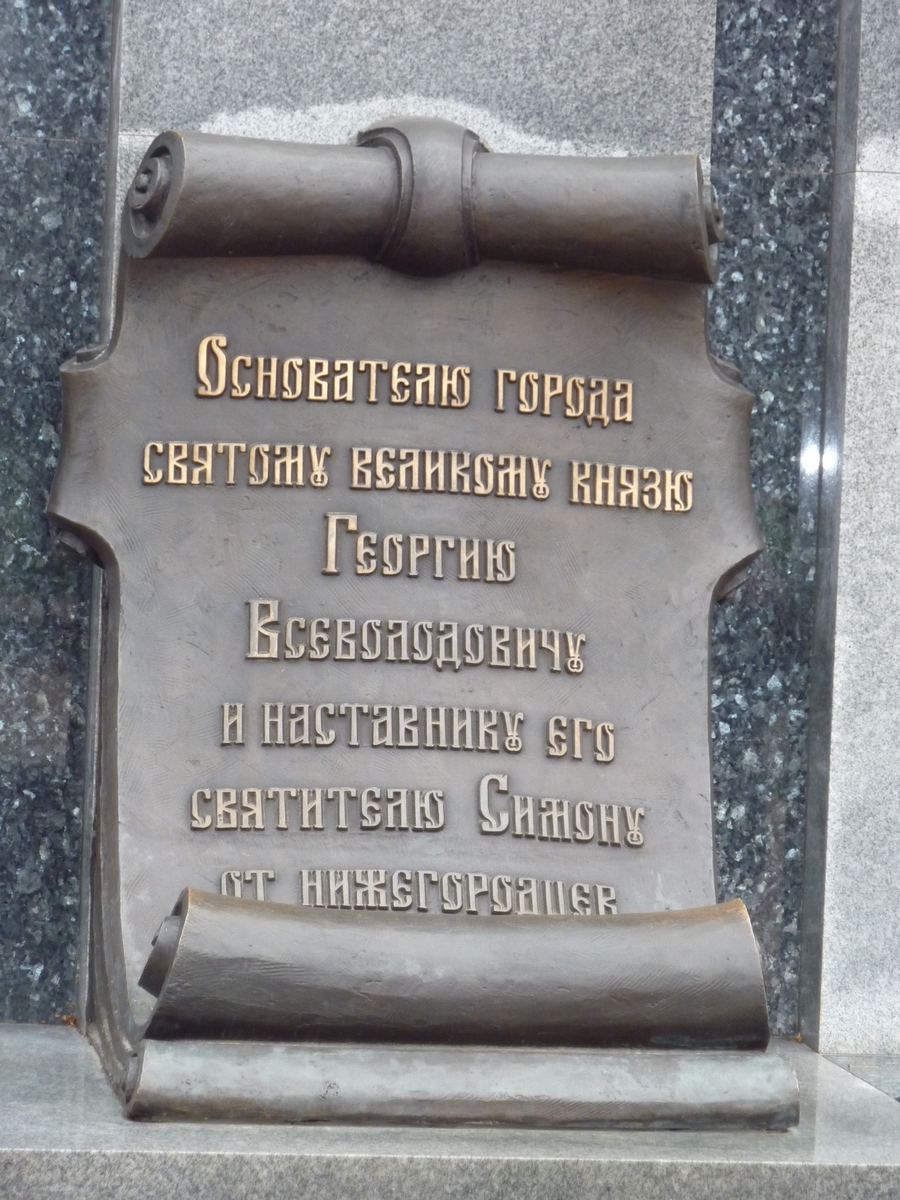 Основателю города
святому великому князю
Георгию
Всеволодовичу
и наставнику его
святителю Симону
от нижегородцев